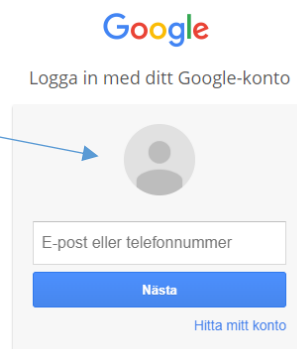 Google
Logga in med ditt Google-konto
E-post eller telefonnummer
Nästa
Hitta mitt konto